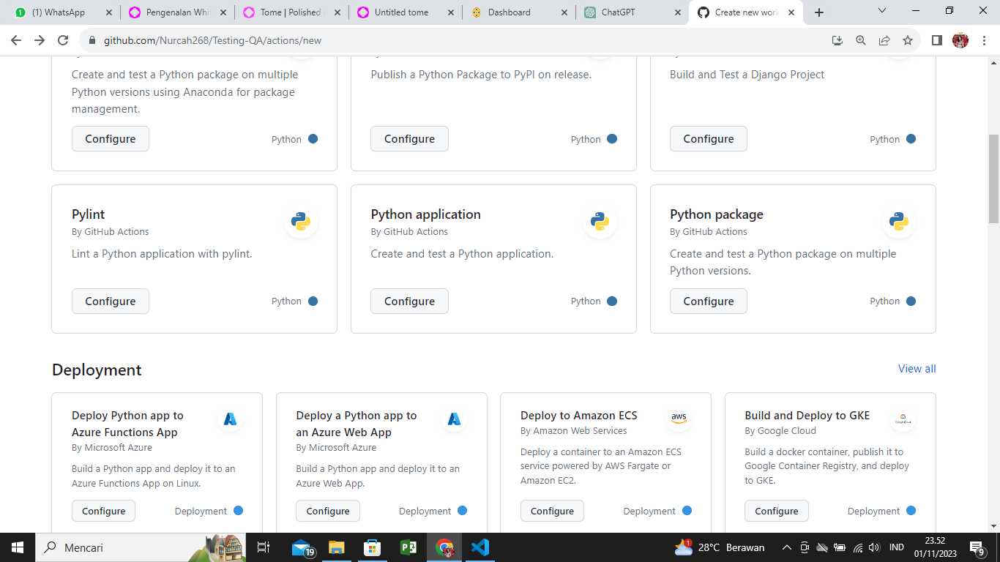 (1) WhatsApp
Pengenalan Whi
Tome | Polished
Untitled tome
Dashboard
ChatGPT
Create new work
github.com/Nurcah268/Testing-QA/actions/new
Create and test a Python package on multiple
Python versions using Anaconda for package
management.
Configure
Python
Publish a Python Package to PyPI on release.
Configure
Python
Build and Test a Django Project
Configure
Python
Pylint
By GitHub Actions
Lint a Python application with pylint.
Configure
Python
Python application
By GitHub Actions
Create and test a Python application.
Configure
Python
Python package
By GitHub Actions
Create and test a Python package on multiple
Python versions.
Configure
Python
Deployment
View all
Deploy Python app to
Azure Functions App
By Microsoft Azure
Build a Python app and deploy it to an
Azure Functions App on Linux.
Configure
Deployment
Deploy a Python app to
an Azure Web App
By Microsoft Azure
Build a Python app and deploy it to an
Azure Web App.
Configure
Deployment
Deploy to Amazon ECS
By Amazon Web Services
aws
Deploy a container to an Amazon ECS
service powered by AWS Fargate or
Amazon EC2.
Configure
Deployment
Build and Deploy to GKE
By Google Cloud
Google Cloud
Build a docker container, publish it to
Google Container Registry, and deploy
to GKE.
Configure
Deployment
Mencari
19
1
28°C Berawan
IND
23.52
01/11/2023
9